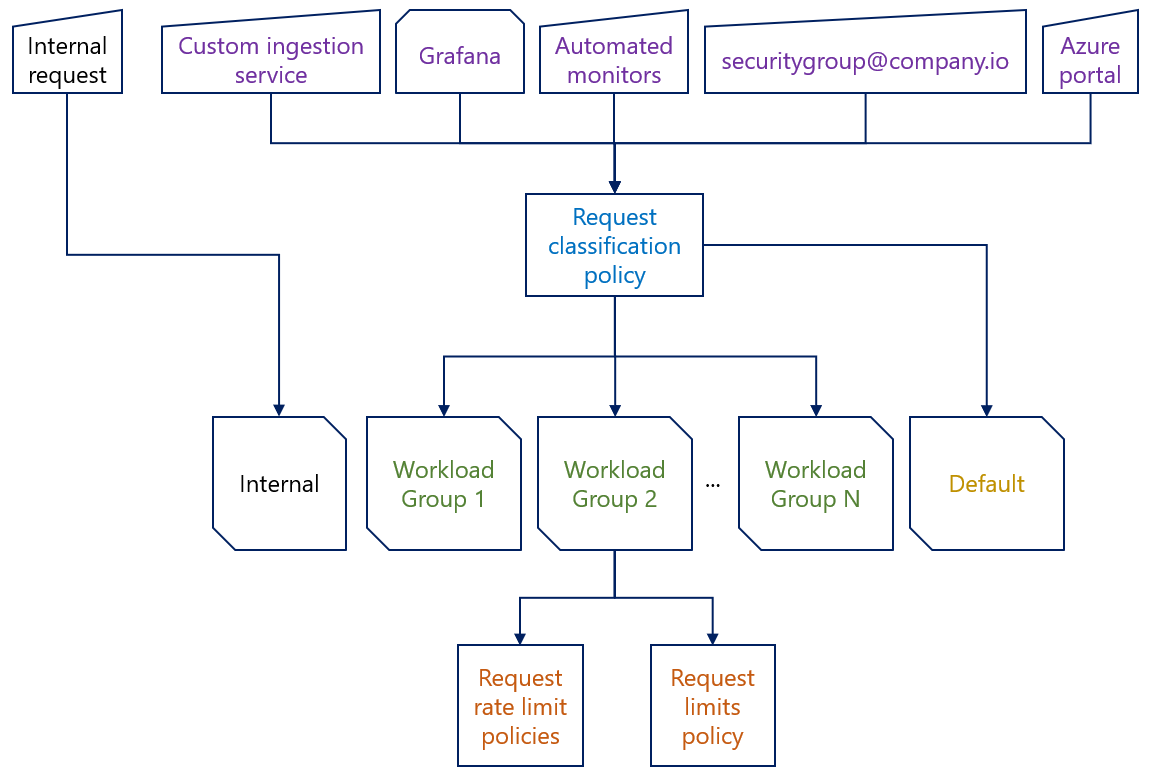 Internal
request
Custom ingestion
service
Grafana
Automated
monitors
securitygroup@company.io
Azure
portal
Request
classification
policy
Internal
Workload
Group 1
Workload
Group 2
...
Workload
Group N
Default
Request
rate limit
policies
Request
limits
policy